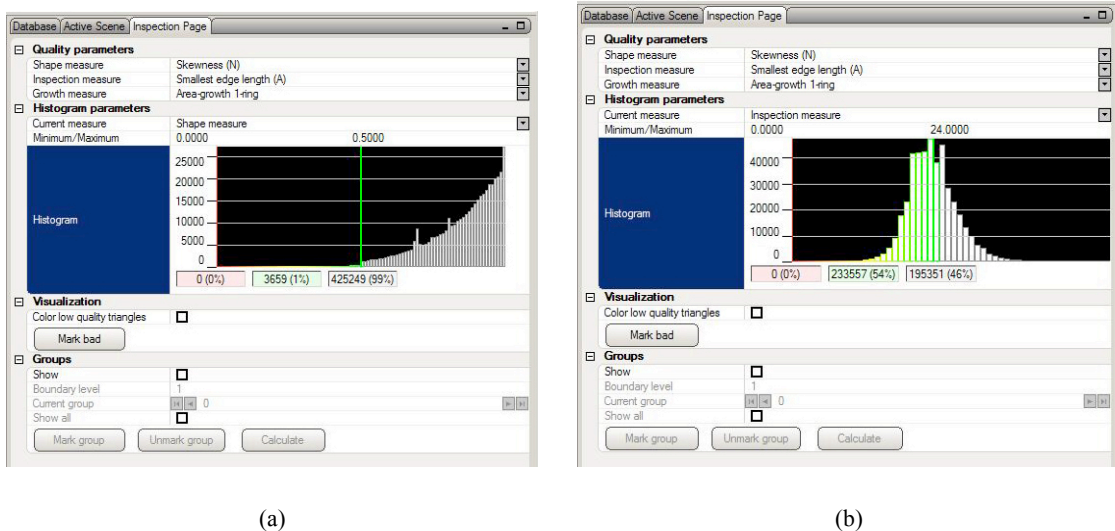 Database Active Scene Inspection Page
Quality parameters
Shape measure Skewness (N)
Inspection measure Smallest edge length (A)
Growth measure Area-growth 1-ring
Histogram parameters
Current measure Shape measure
Minimum/Maximum 0.0000 0.5000
Histogram
25000
20000
15000
10000
5000
0
0 (0%) 3659 (1%) 425249 (99%)
Visualization
Color low quality triangles
Mark bad
Groups
Show
Boundary level 1
Current group 0
Show all
Mark group Unmark group Calculate
(a)
Database Active Scene Inspection Page
Quality parameters
Shape measure Skewness (N)
Inspection measure Smallest edge length (A)
Growth measure Area-growth 1-ring
Histogram parameters
Current measure Inspection measure
Minimum/Maximum 0.0000 24.0000
Histogram
40000
30000
20000
10000
0
0 (0%) 233557 (54%) 195351 (46%)
Visualization
Color low quality triangles
Mark bad
Groups
Show
Boundary level 1
Current group 0
Show all
Mark group Unmark group Calculate
(b)